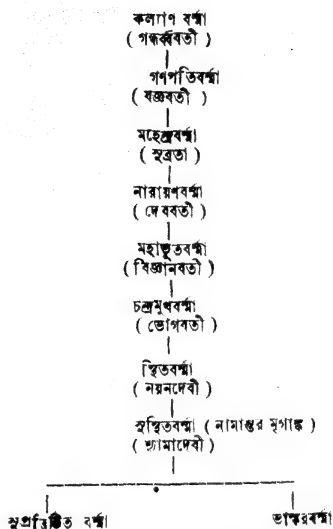 কল্যাণ বর্ম্মা
( গন্ধর্ব্ববতী )
গণপতিবর্ম্মা
( যজ্ঞবতী )
মহেন্দ্রবর্ম্মা
( সুব্রতা )
নারায়ণবর্ম্মা
( দেববতী )
মহাভূতবর্ম্মা
( বিজ্ঞানবতী )
চন্দ্রমুখবর্ম্মা
( ভোগবতী )
স্থিতবর্ম্মা
( নয়নদেবী )
সুস্থিতবর্ম্মা ( নামান্তর মৃগাঙ্ক )
( শ্যামাদেবী )
সুপ্রতিষ্ঠিত বর্ম্মা ভাস্করবর্ম্মা